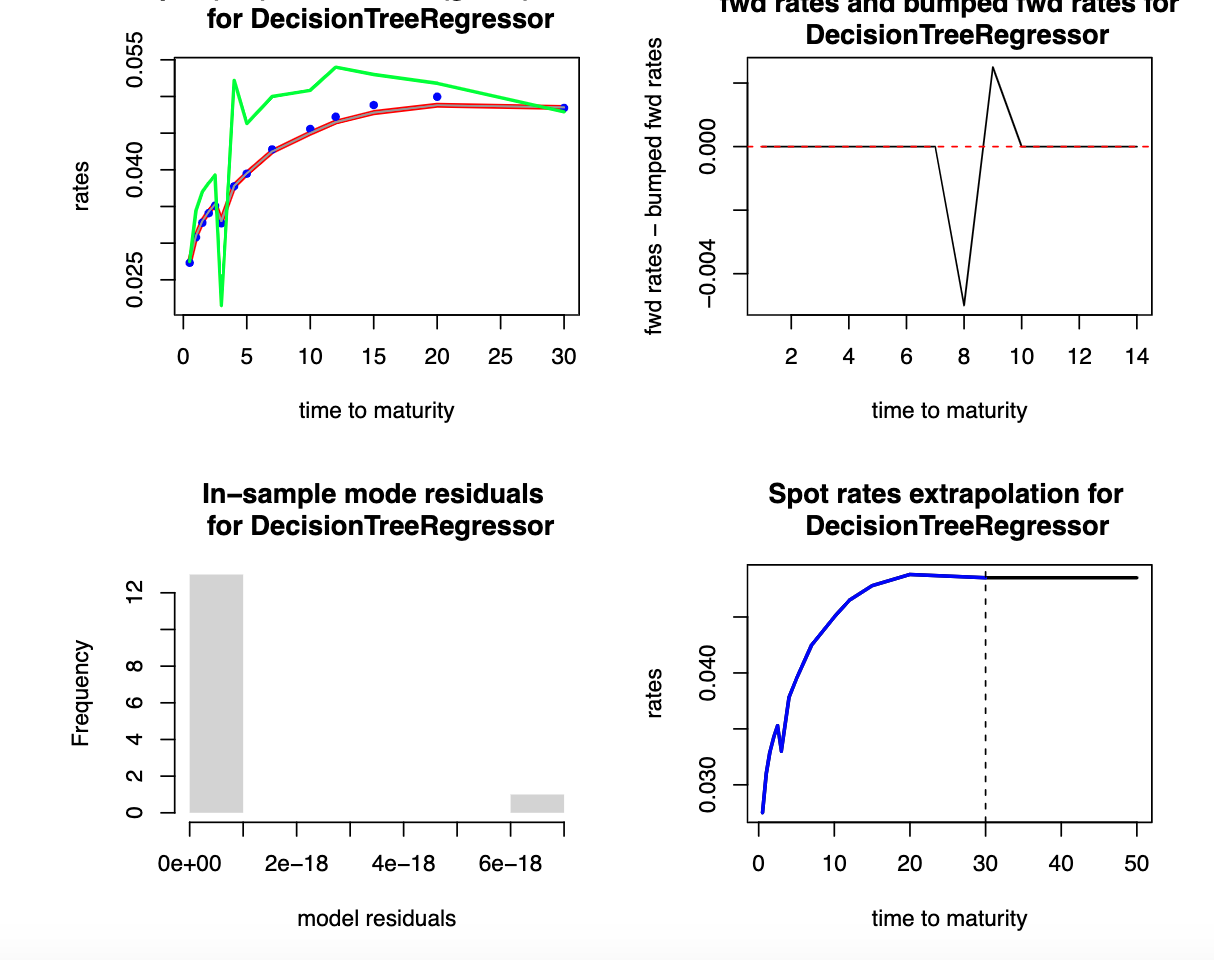 for DecisionTreeRegressor
0.055
0.040
0.025
rates
0 5 10 15 20 25 30
time to maturity
fwd rates and bumped fwd rates for
DecisionTreeRegressor
0.000
−0.004
fwd rates − bumped fwd rates
2 4 6 8 10 12 14
time to maturity
In−sample mode residuals
for DecisionTreeRegressor
12
8
6
4
2
0
Frequency
0e+00 2e−18 4e−18 6e−18
model residuals
Spot rates extrapolation for
DecisionTreeRegressor
0.040
0.030
rates
0 10 20 30 40 50
time to maturity